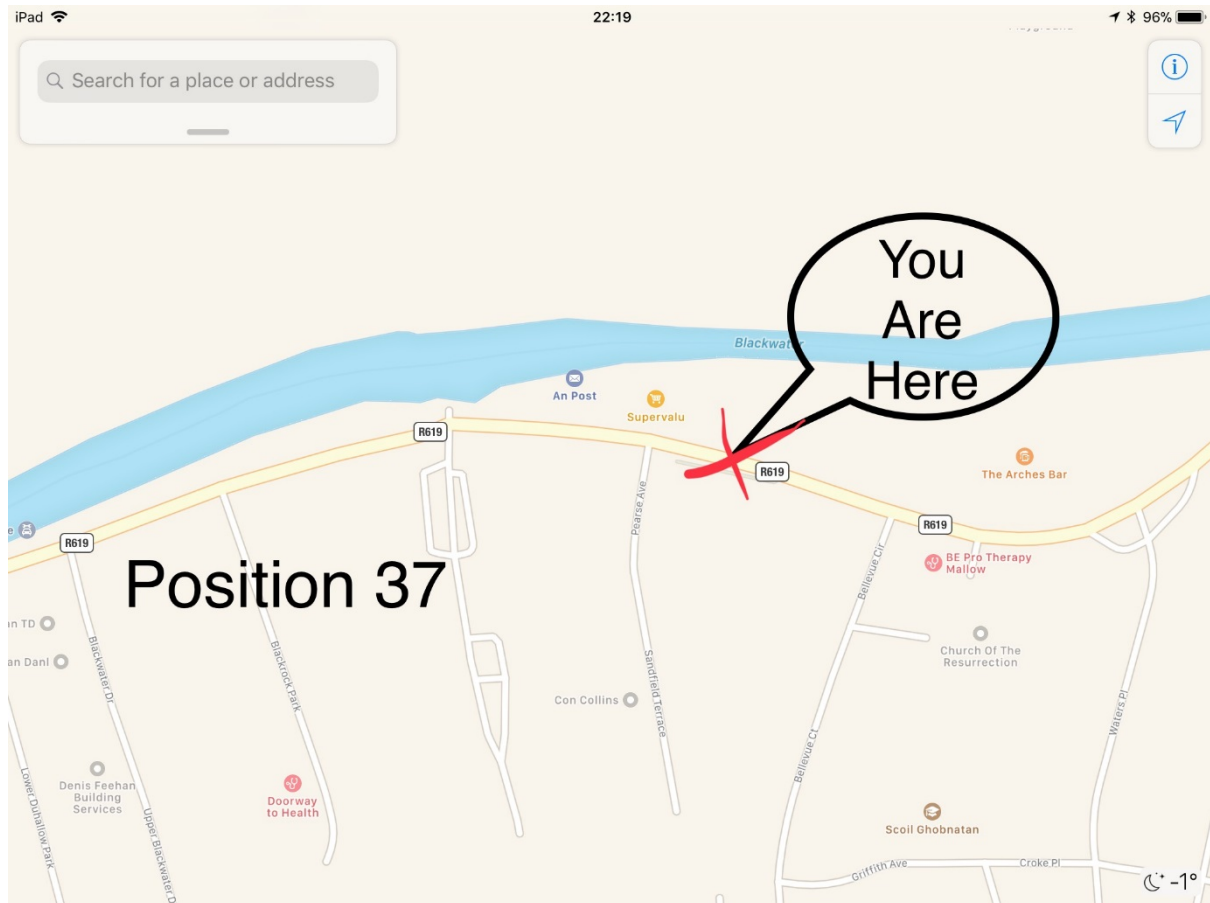 iPad
22:19
96%
Search for a place or address
You
Are
Here
Blackwater
An Post
Supervalu
R619
R619
The Arches Bar
R619
R619
Pearse Ave
BE Pro Therapy
Mallow
Bellevue Cir
Position 37
Church Of The
Resurrection
n TD
an Danl
Blackwater Dr
Blackrock Park
Sandfield Terrace
Con Collins
Waters Pl
Bellevue Ct
Denis Feehan
Building
Services
Doorway
to Health
Lower Duhallow Park
Upper Blackwater D
Scoil Ghobnatan
Griffith Ave
Croke Pl
-1°